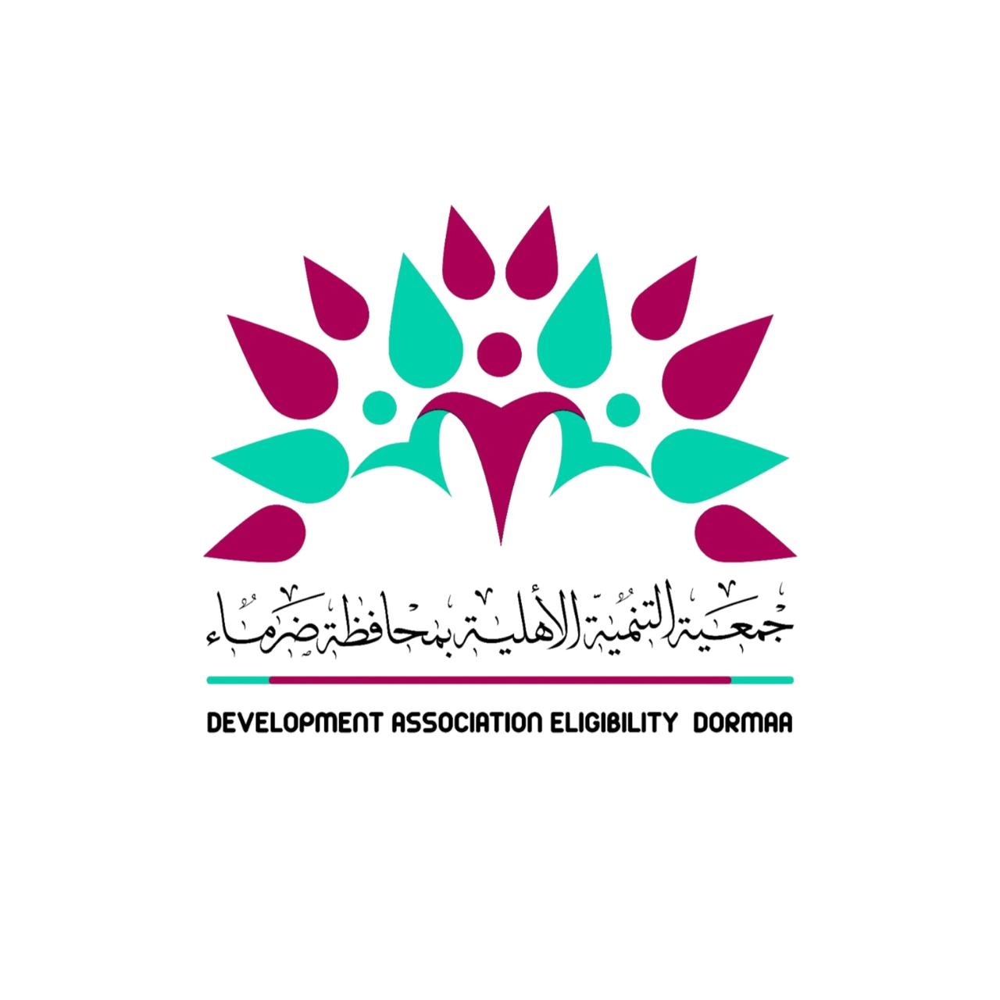 جمعية التنمية الأهلية بمحافظة ضرماء
DEVELOPMENT ASSOCIATION ELIGIBILITY DORMAA